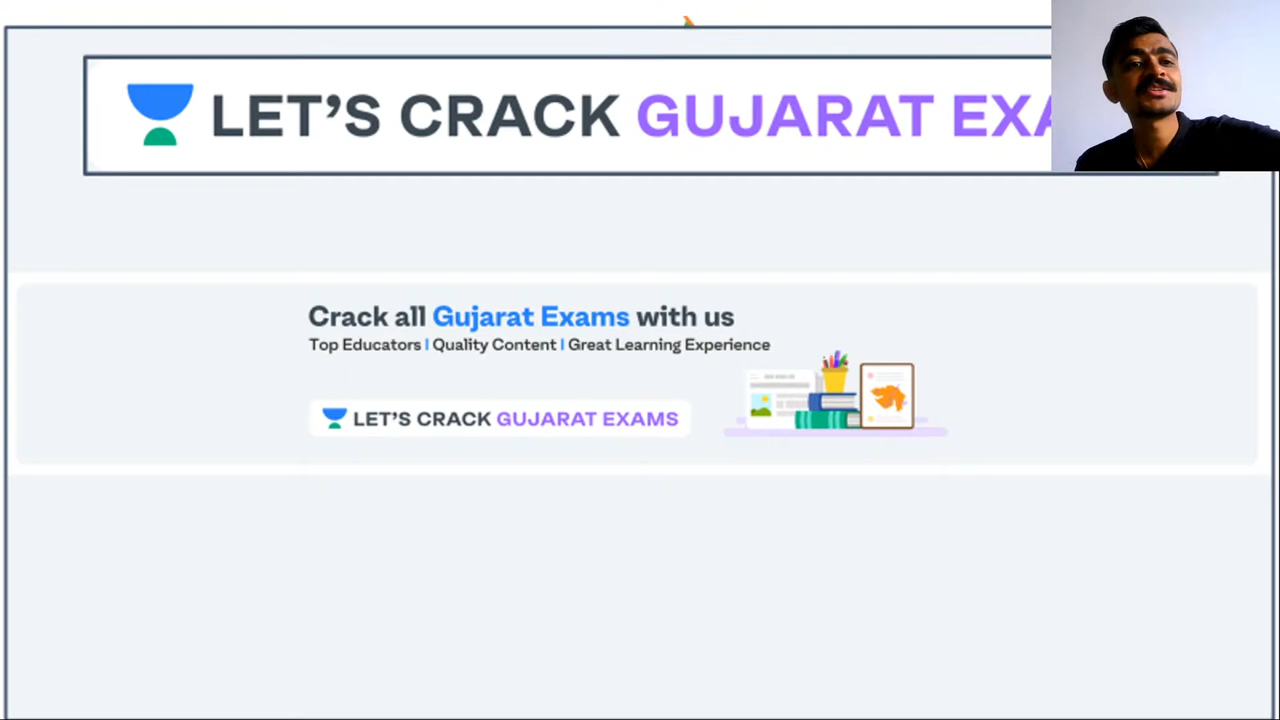 LET'S CRACK GUJARAT EXA
Crack all Gujarat Exams with us
Top Educators | Quality Content | Great Learning Experience
LET'S CRACK GUJARAT EXAMS